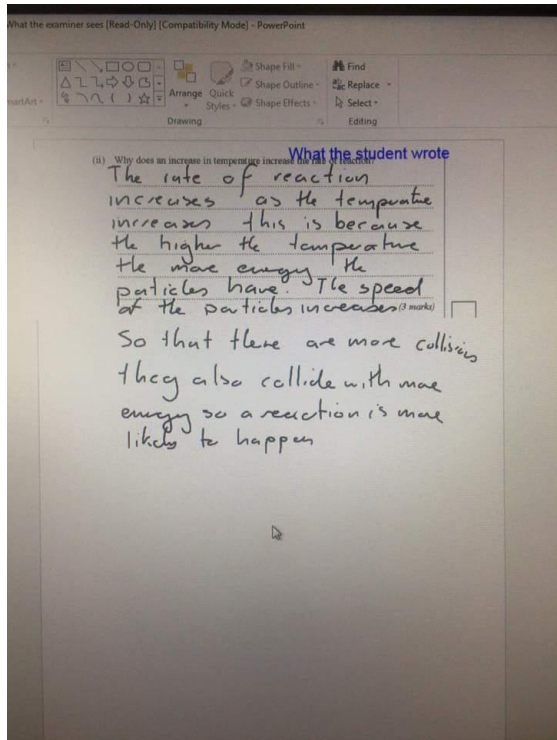 What the examiner sees [Read-Only] [Compatibility Mode] - PowerPoint
martArt
Arrange
Quick
Styles
Shape Fill
Shape Outline
Shape Effects
Find
Replace
Select
Drawing
Editing
What the student wrote
(ii) Why does an increase in temperature increase the rate of reaction?
The rate of reaction
increases as the temperature
increases this is because
the higher the temperature
the more energy the
particles have. The speed
of the particles increases (3 marks)
So that there are more collisions
they also collide with more
energy so a reaction is more
likely to happen